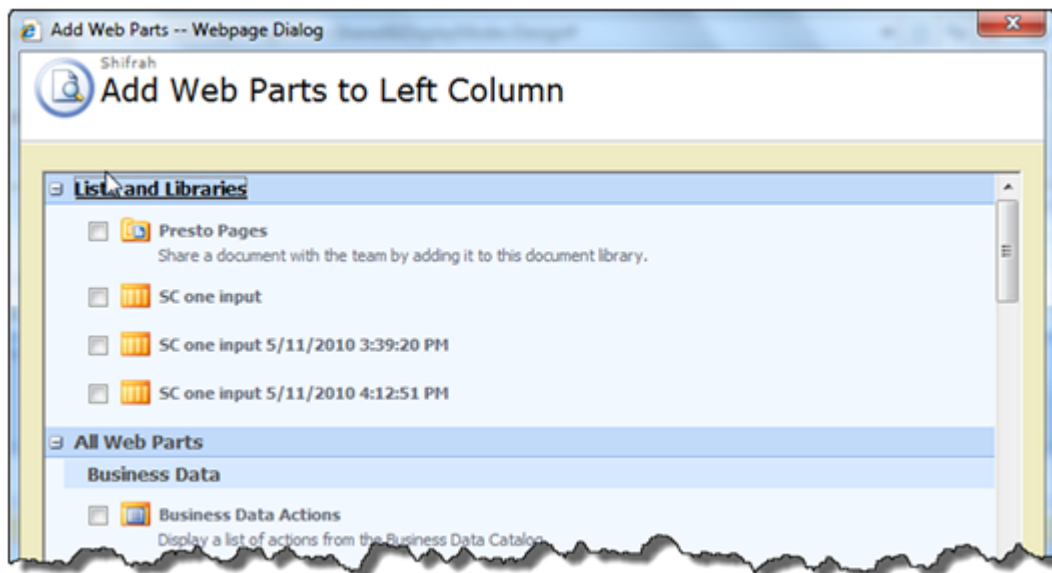 Add Web Parts -- Webpage Dialog
Shifrah
Add Web Parts to Left Column
Lists and Libraries
Presto Pages
Share a document with the team by adding it to this document library.
SC one input
SC one input 5/11/2010 3:39:20 PM
SC one input 5/11/2010 4:12:51 PM
All Web Parts
Business Data
Business Data Actions
Display a list of actions from the Business Data Catalog